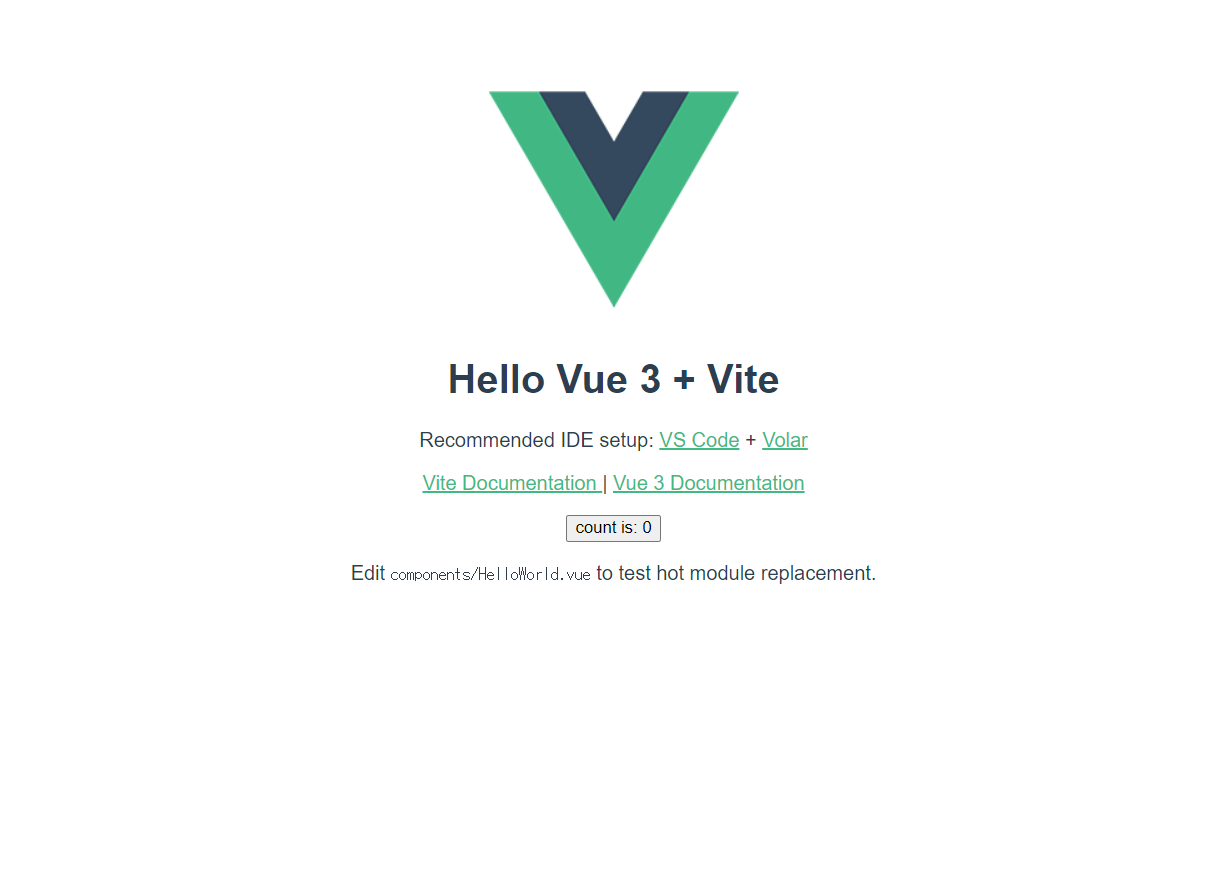 Hello Vue 3 + Vite
Recommended IDE setup: VS Code + Volar
Vite Documentation | Vue 3 Documentation
count is: 0
Edit components/HelloWorld.vue to test hot module replacement.